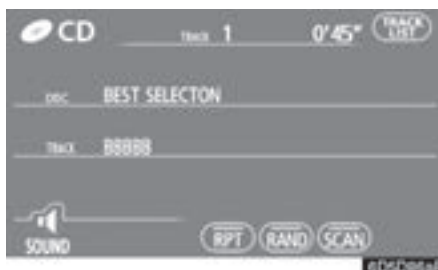 CD TRACK 1 0'45" TRACK LIST
DISC BEST SELECTON
TRACK BBBBB
SOUND RPT RAND SCAN